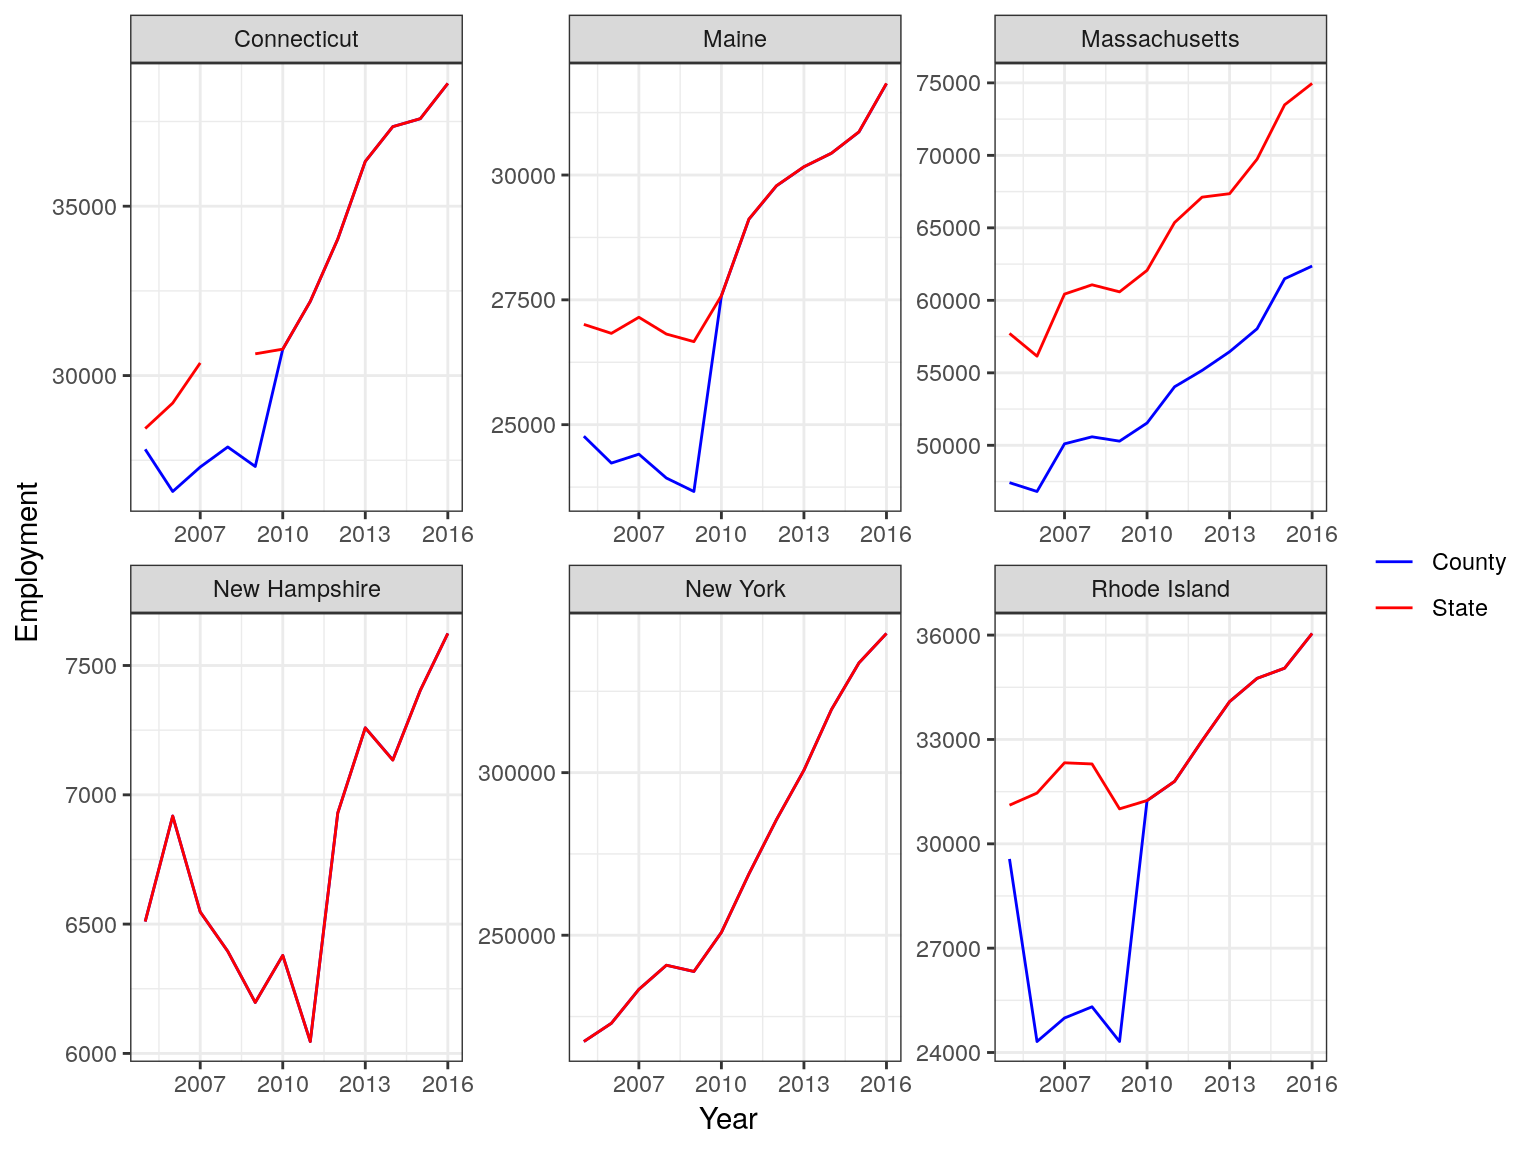 Connecticut
Maine
Massachusetts
35000
30000
30000
27500
25000
75000
70000
65000
60000
55000
50000
2007 2010 2013 2016
2007 2010 2013 2016
2007 2010 2013 2016
Employment
County
State
New Hampshire
New York
Rhode Island
7500
7000
6500
6000
300000
250000
36000
33000
30000
27000
24000
2007 2010 2013 2016
2007 2010 2013 2016
2007 2010 2013 2016
Year